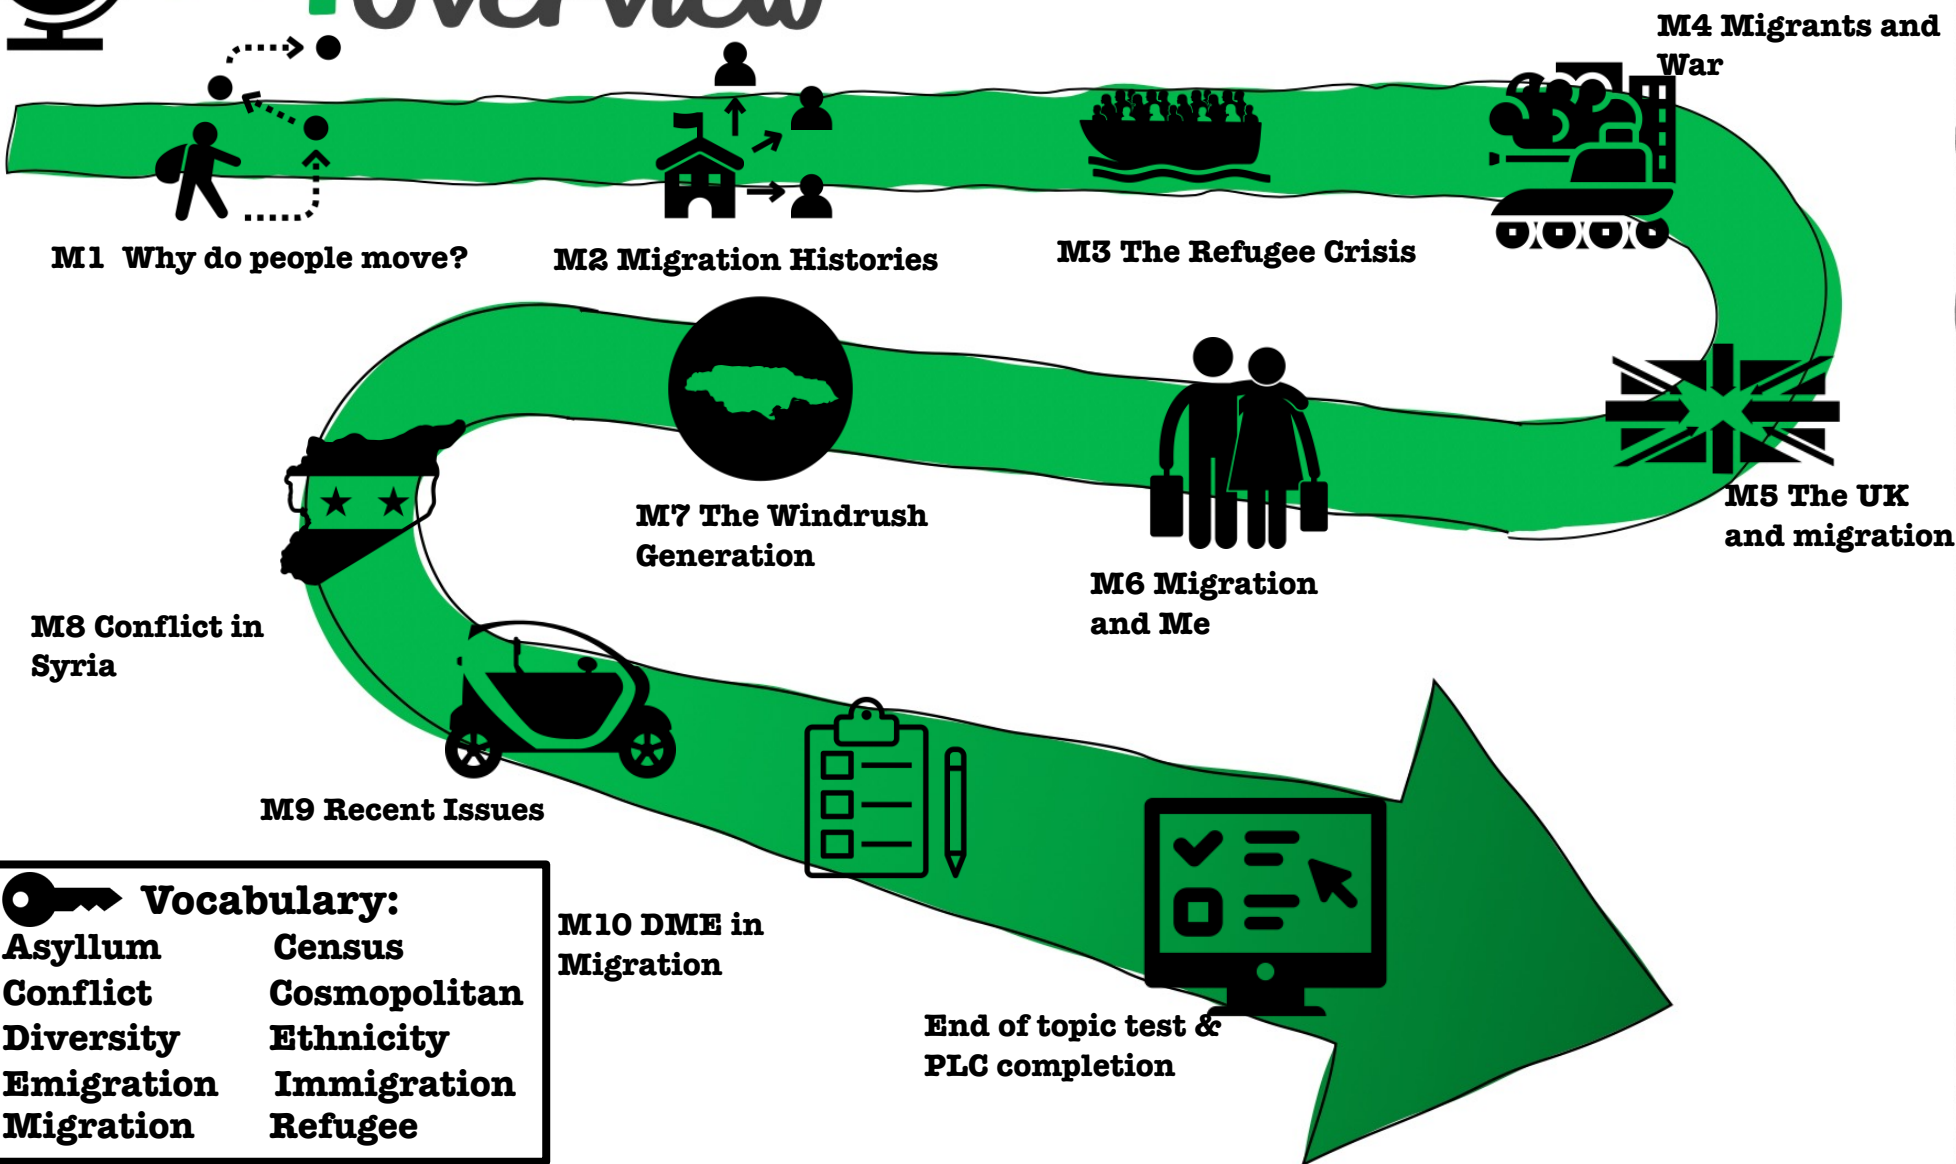 overview
M1 Why do people move?
M2 Migration Histories
M3 The Refugee Crisis
M4 Migrants and
War
M5 The UK
and migration
M6 Migration
and Me
M7 The Windrush
Generation
M8 Conflict in
Syria
M9 Recent Issues
M10 DME in
Migration
End of topic test &
PLC completion
Vocabulary:
Asyllum Census
Conflict Cosmopolitan
Diversity Ethnicity
Emigration Immigration
Migration Refugee